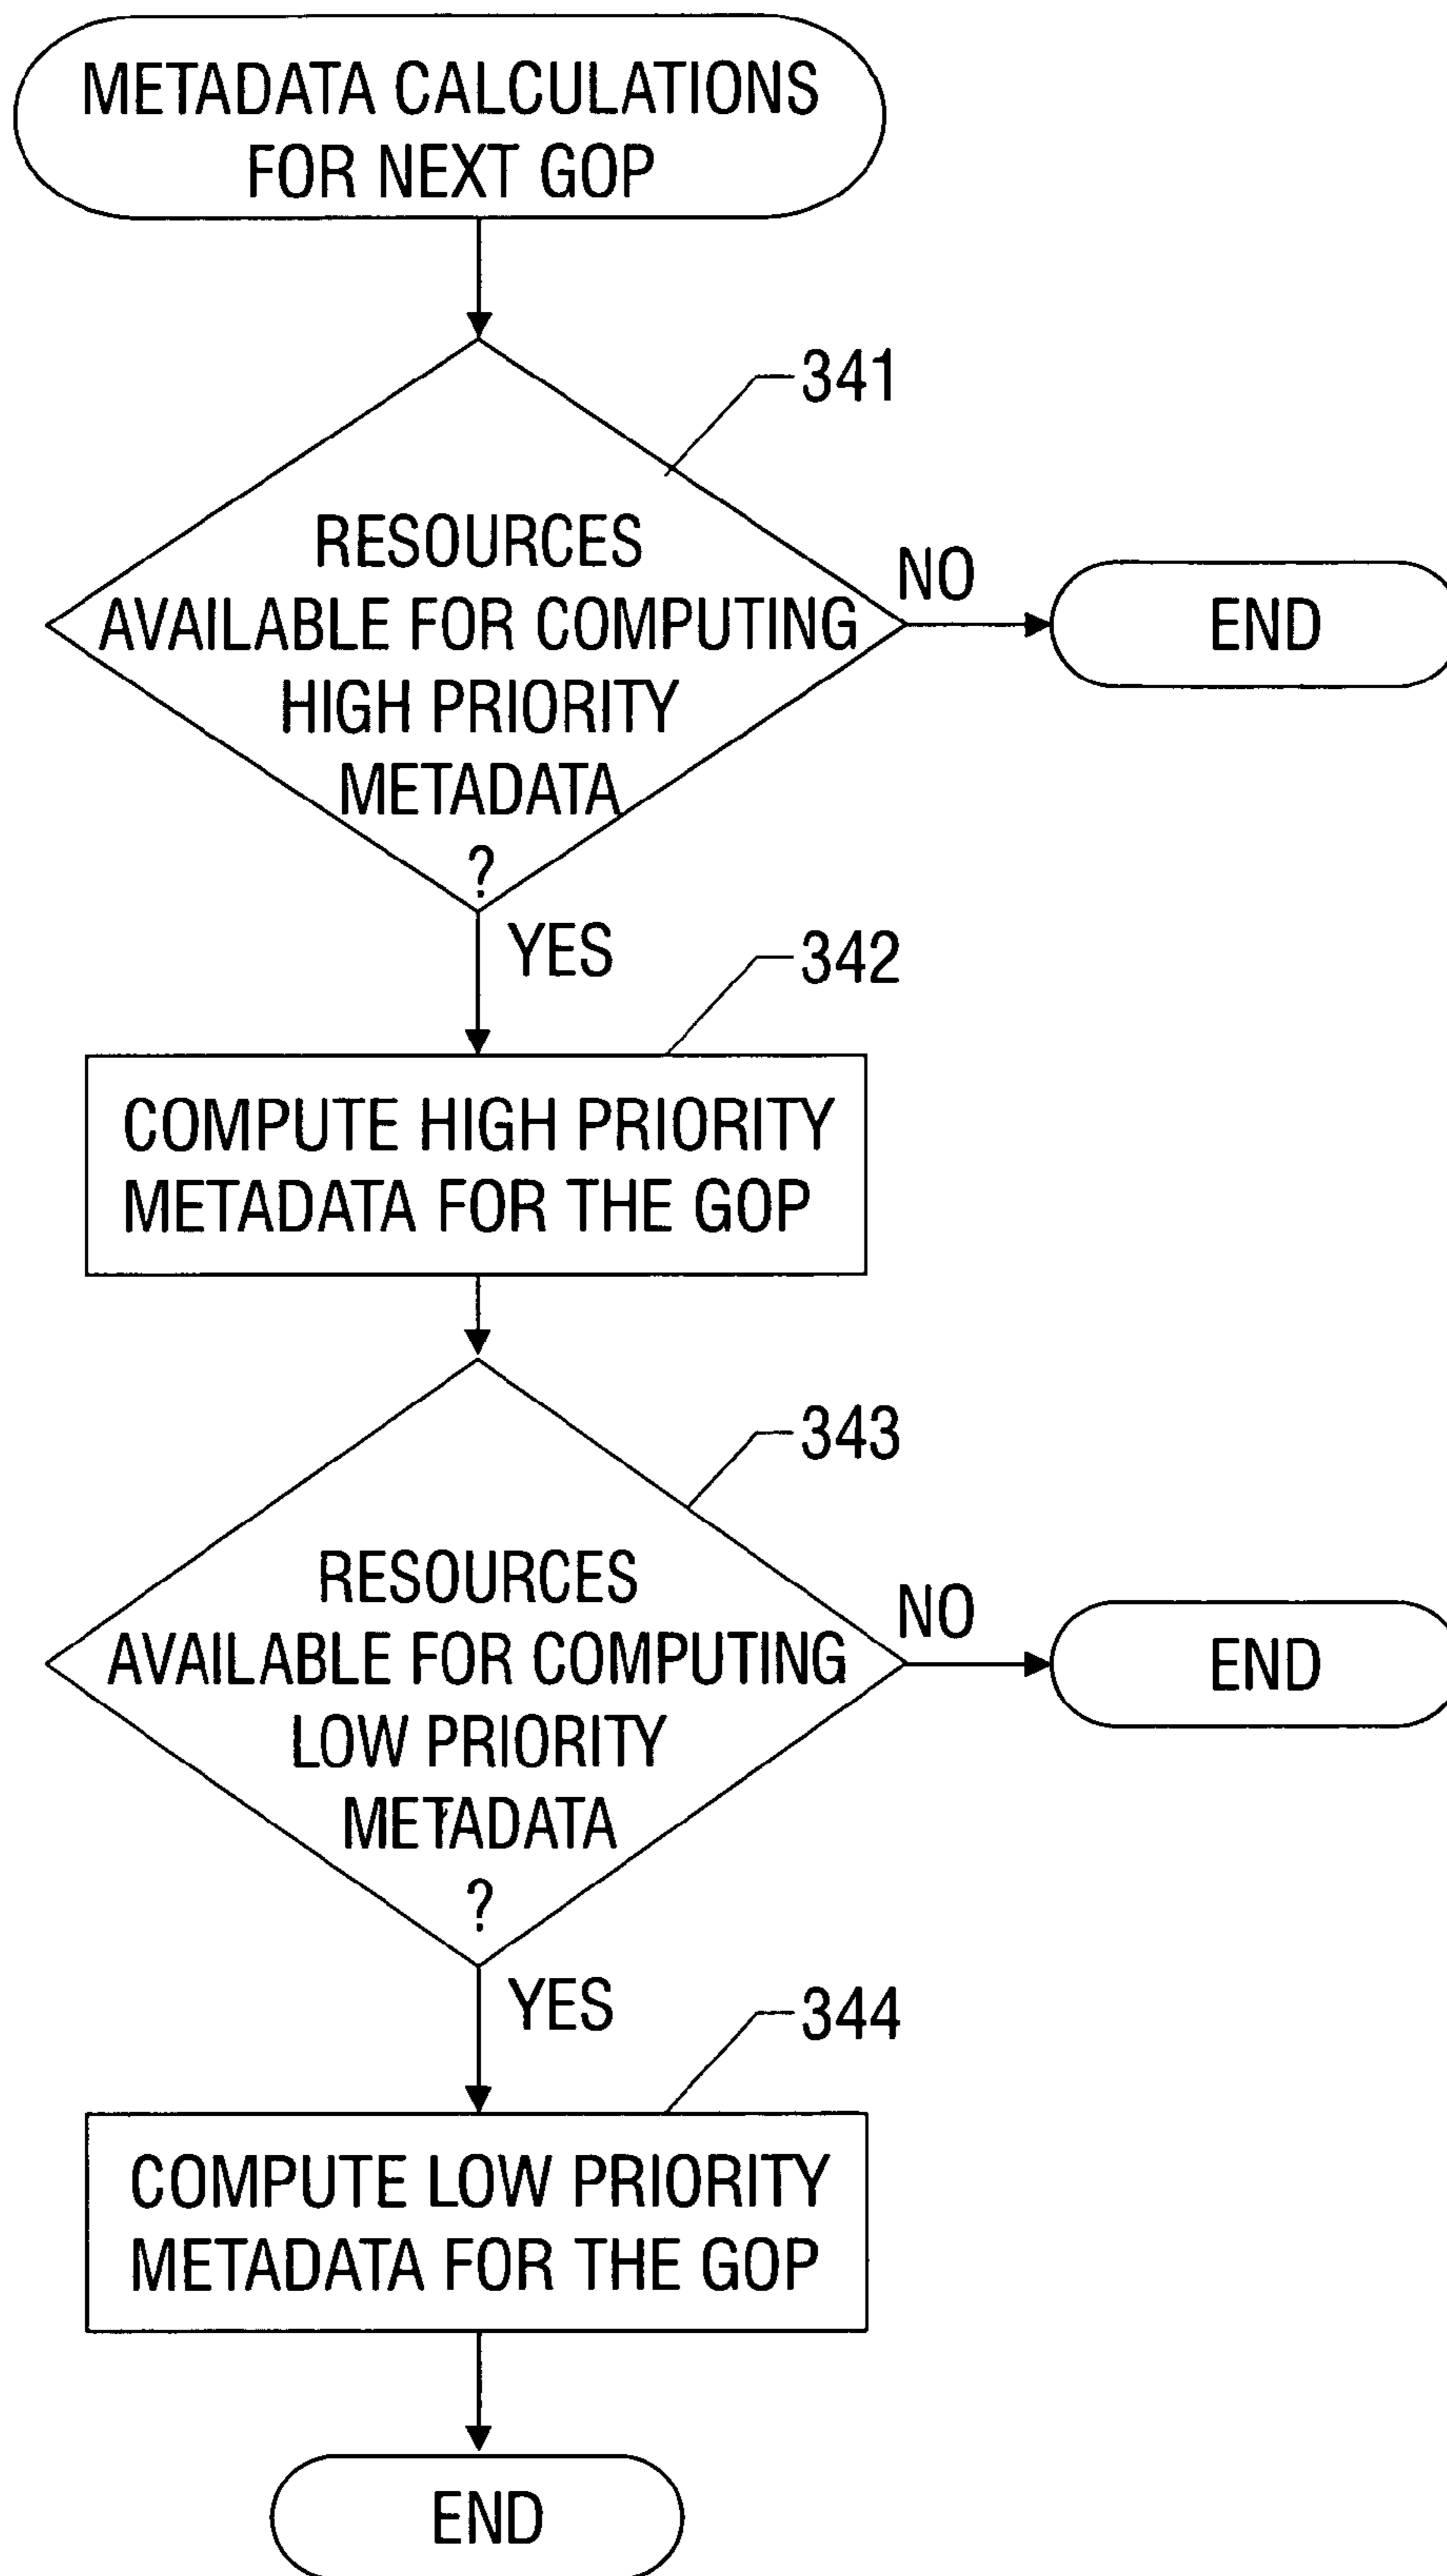 METADATA CALCULATIONS
FOR NEXT GOP
341
RESOURCES
AVAILABLE FOR COMPUTING
HIGH PRIORITY
METADATA
?
NO
END
YES
342
COMPUTE HIGH PRIORITY
METADATA FOR THE GOP
343
RESOURCES
AVAILABLE FOR COMPUTING
LOW PRIORITY
METADATA
?
NO
END
YES
344
COMPUTE LOW PRIORITY
METADATA FOR THE GOP
END